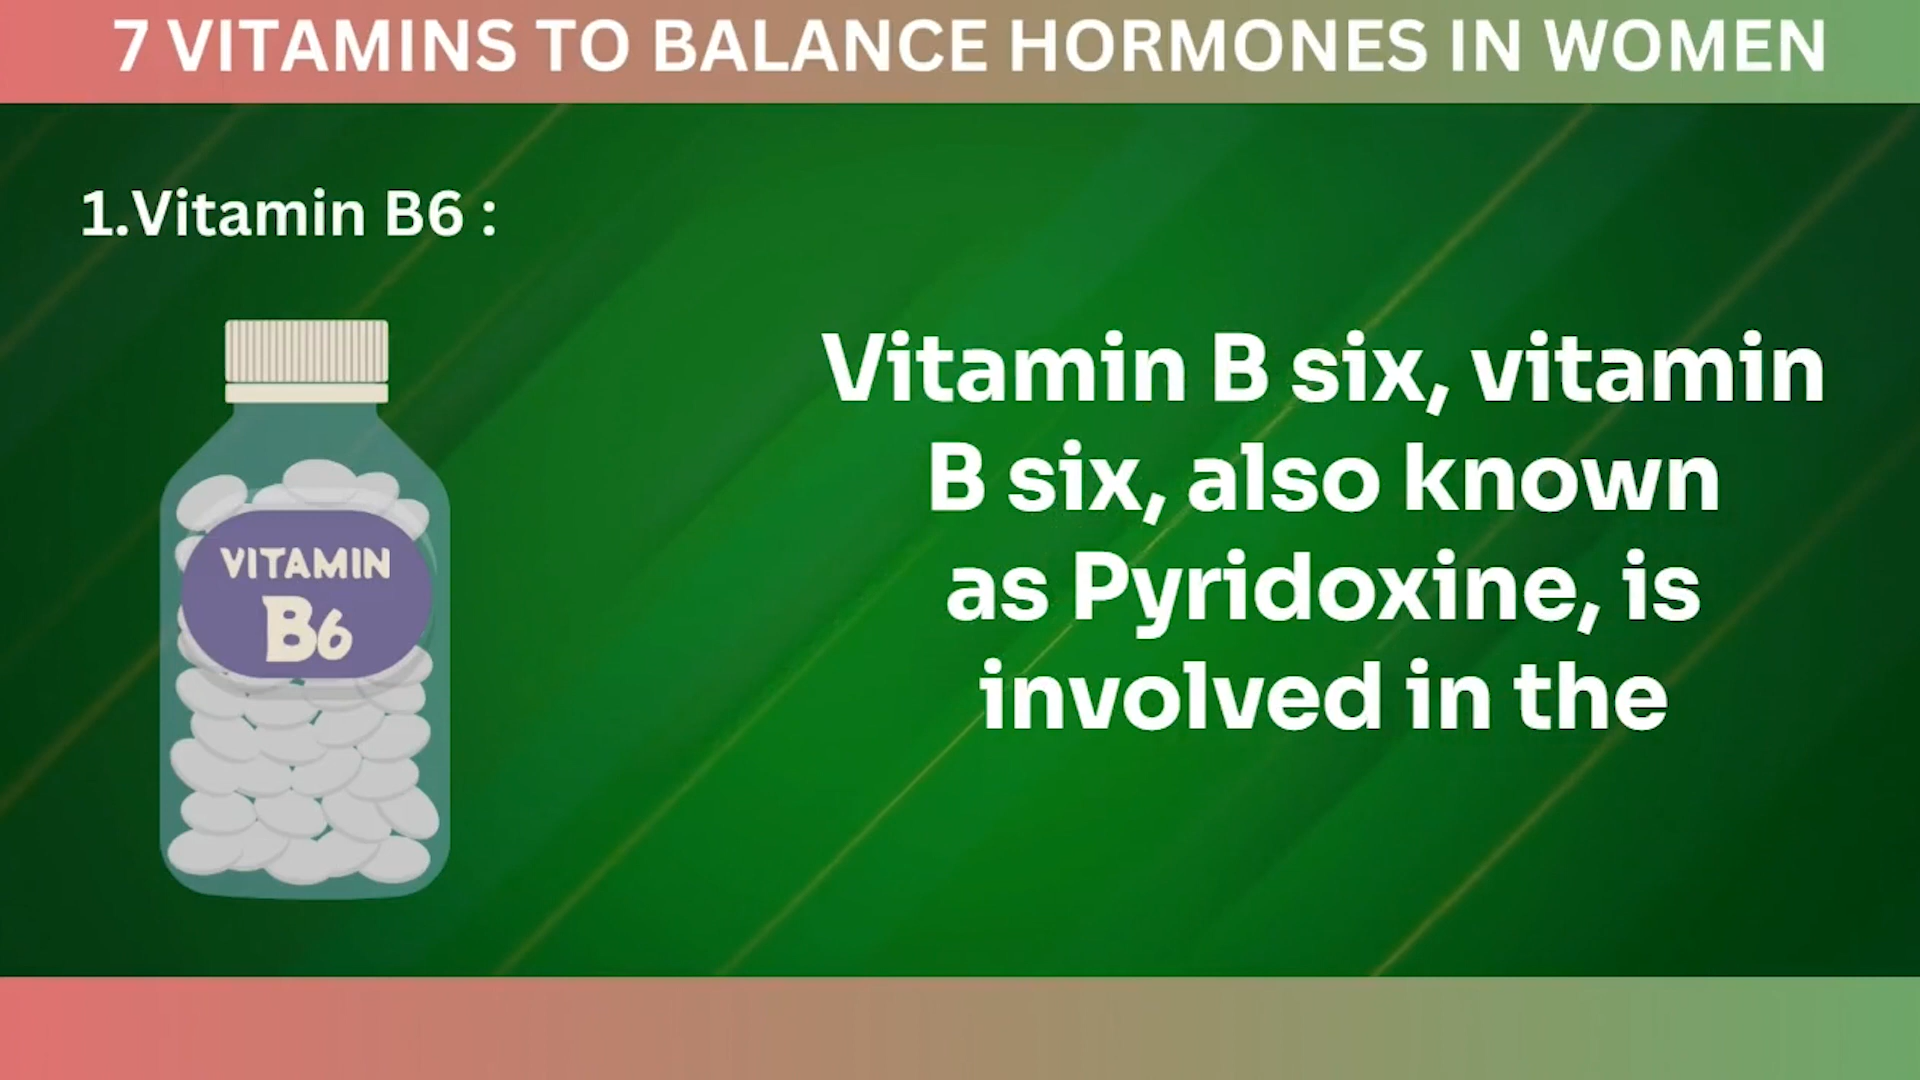 7 VITAMINS TO BALANCE HORMONES IN WOMEN
1.Vitamin B6 :
VITAMIN
B6
Vitamin B six, vitamin
B six, also known
as Pyridoxine, is
involved in the